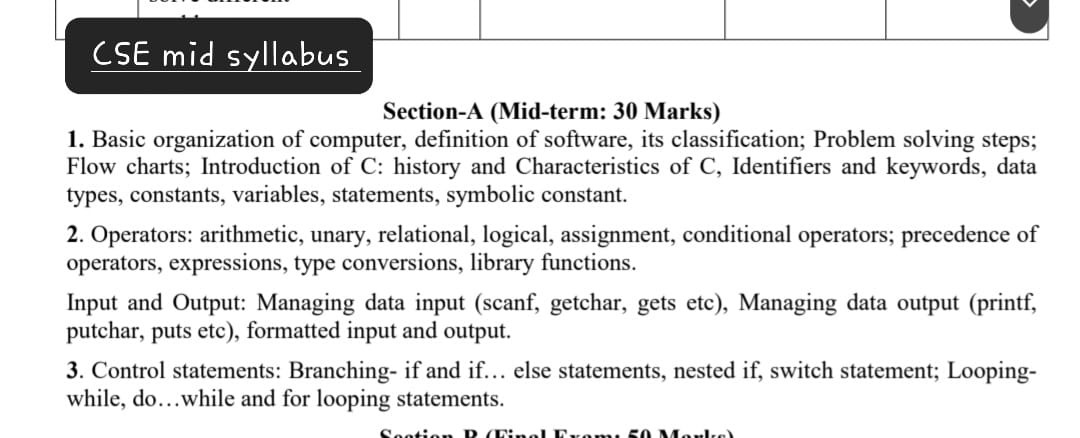 CSE mid syllabus
Section-A (Mid-term: 30 Marks)
1. Basic organization of computer, definition of software, its classification; Problem solving steps;
Flow charts; Introduction of C: history and Characteristics of C, Identifiers and keywords, data
types, constants, variables, statements, symbolic constant.
2. Operators: arithmetic, unary, relational, logical, assignment, conditional operators; precedence of
operators, expressions, type conversions, library functions.
Input and Output: Managing data input (scanf, getchar, gets etc), Managing data output (printf,
putchar, puts etc), formatted input and output.
3. Control statements: Branching- if and if… else statements, nested if, switch statement; Looping-
while, do…while and for looping statements.
Section-B (Final Exam: 50 Marks)